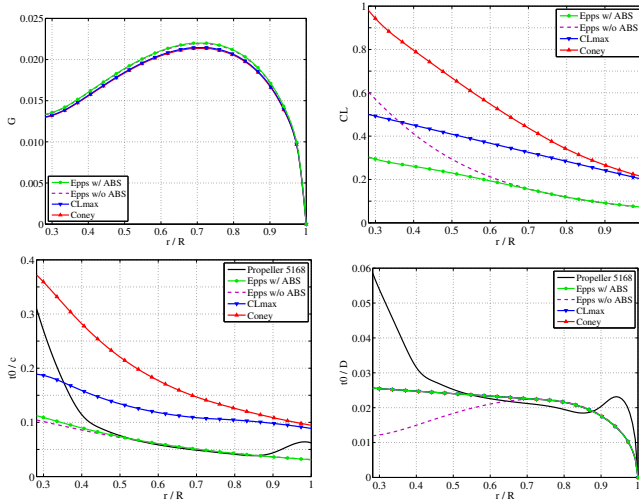 0.025
0.020
0.015
0.010
0.005
0.000
G
0.3 0.4 0.5 0.6 0.7 0.8 0.9 1
r / R
Epps w/ ABS
Epps w/o ABS
CLmax
Coney
1
0.8
0.6
0.4
0.2
0
CL
0.3 0.4 0.5 0.6 0.7 0.8 0.9
r / R
Epps w/ ABS
Epps w/o ABS
CLmax
Coney
0.4
0.3
0.2
0.1
0
t0 / c
0.3 0.4 0.5 0.6 0.7 0.8 0.9 1
r / R
Propeller 5168
Epps w/ ABS
Epps w/o ABS
CLmax
Coney
0.06
0.05
0.04
0.03
0.02
0.01
0.00
t0 / D
0.3 0.4 0.5 0.6 0.7 0.8 0.9 1
r / R
Propeller 5168
Epps w/ ABS
Epps w/o ABS
CLmax
Coney